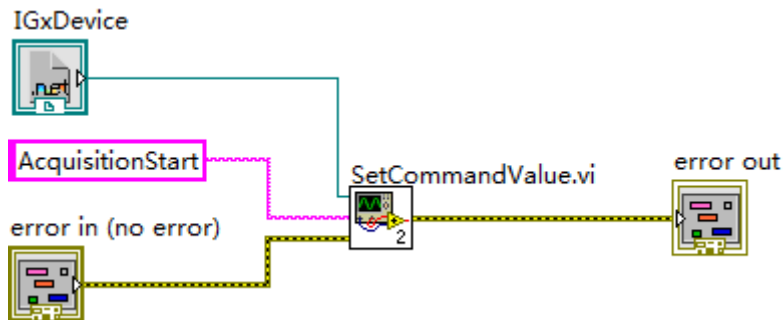 IGxDevice
.net
AcquisitionStart
SetCommandValue.vi
error out
2
error in (no error)